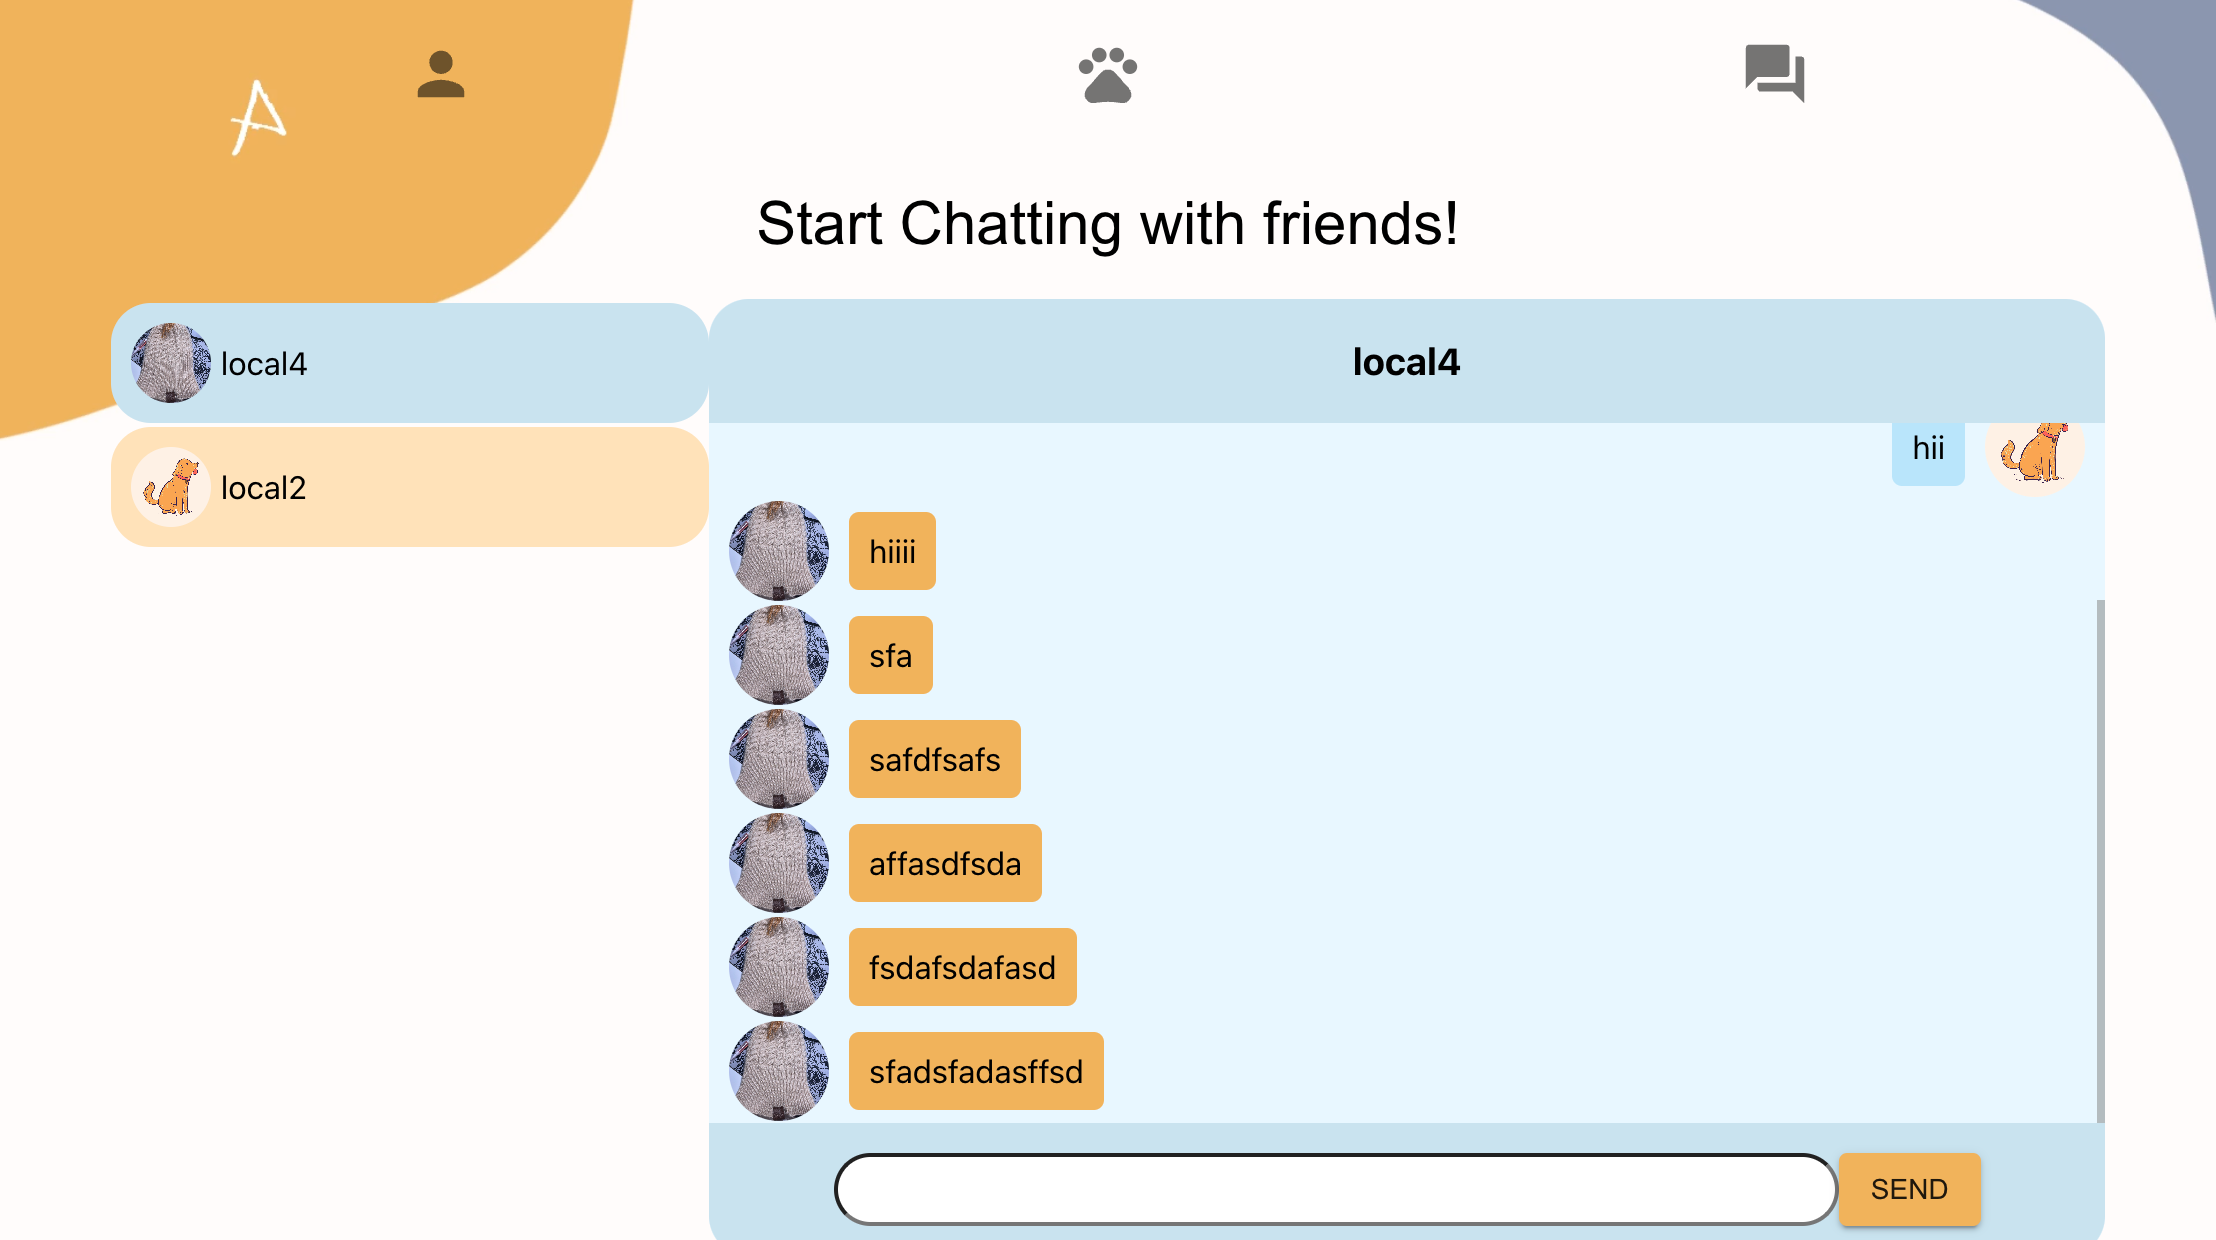 A
Start Chatting with friends!
local4
local2
local4
hii
hiiii
sfa
safdfsafs
affasdfsda
fsdafsdafasd
sfadsfadasffsd
SEND